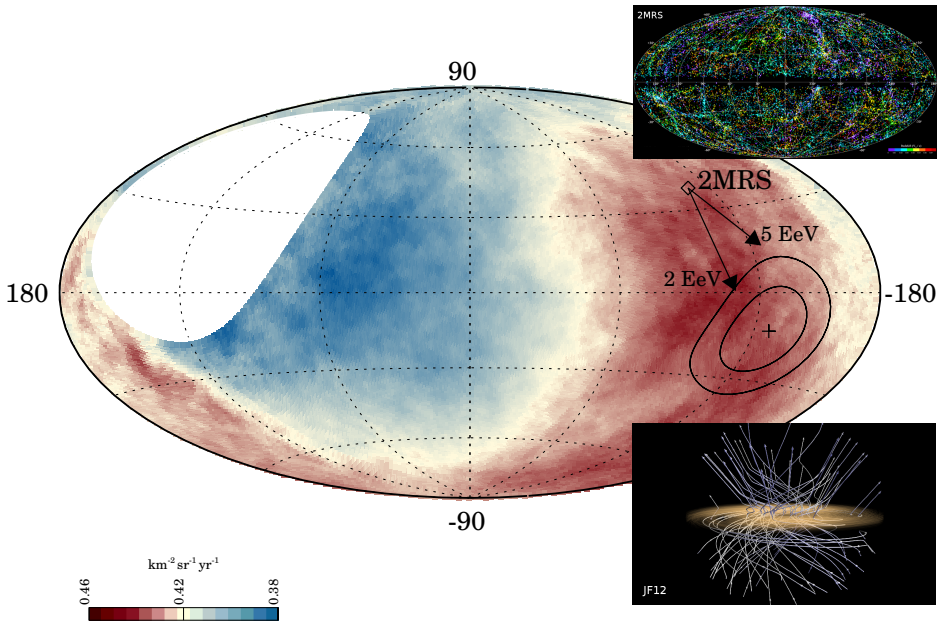 2MRS
90
2MRS
5 EeV
2 EeV
180
-180
-90
km⁻² sr⁻¹ yr⁻¹
0.46
0.42
0.38
JF12